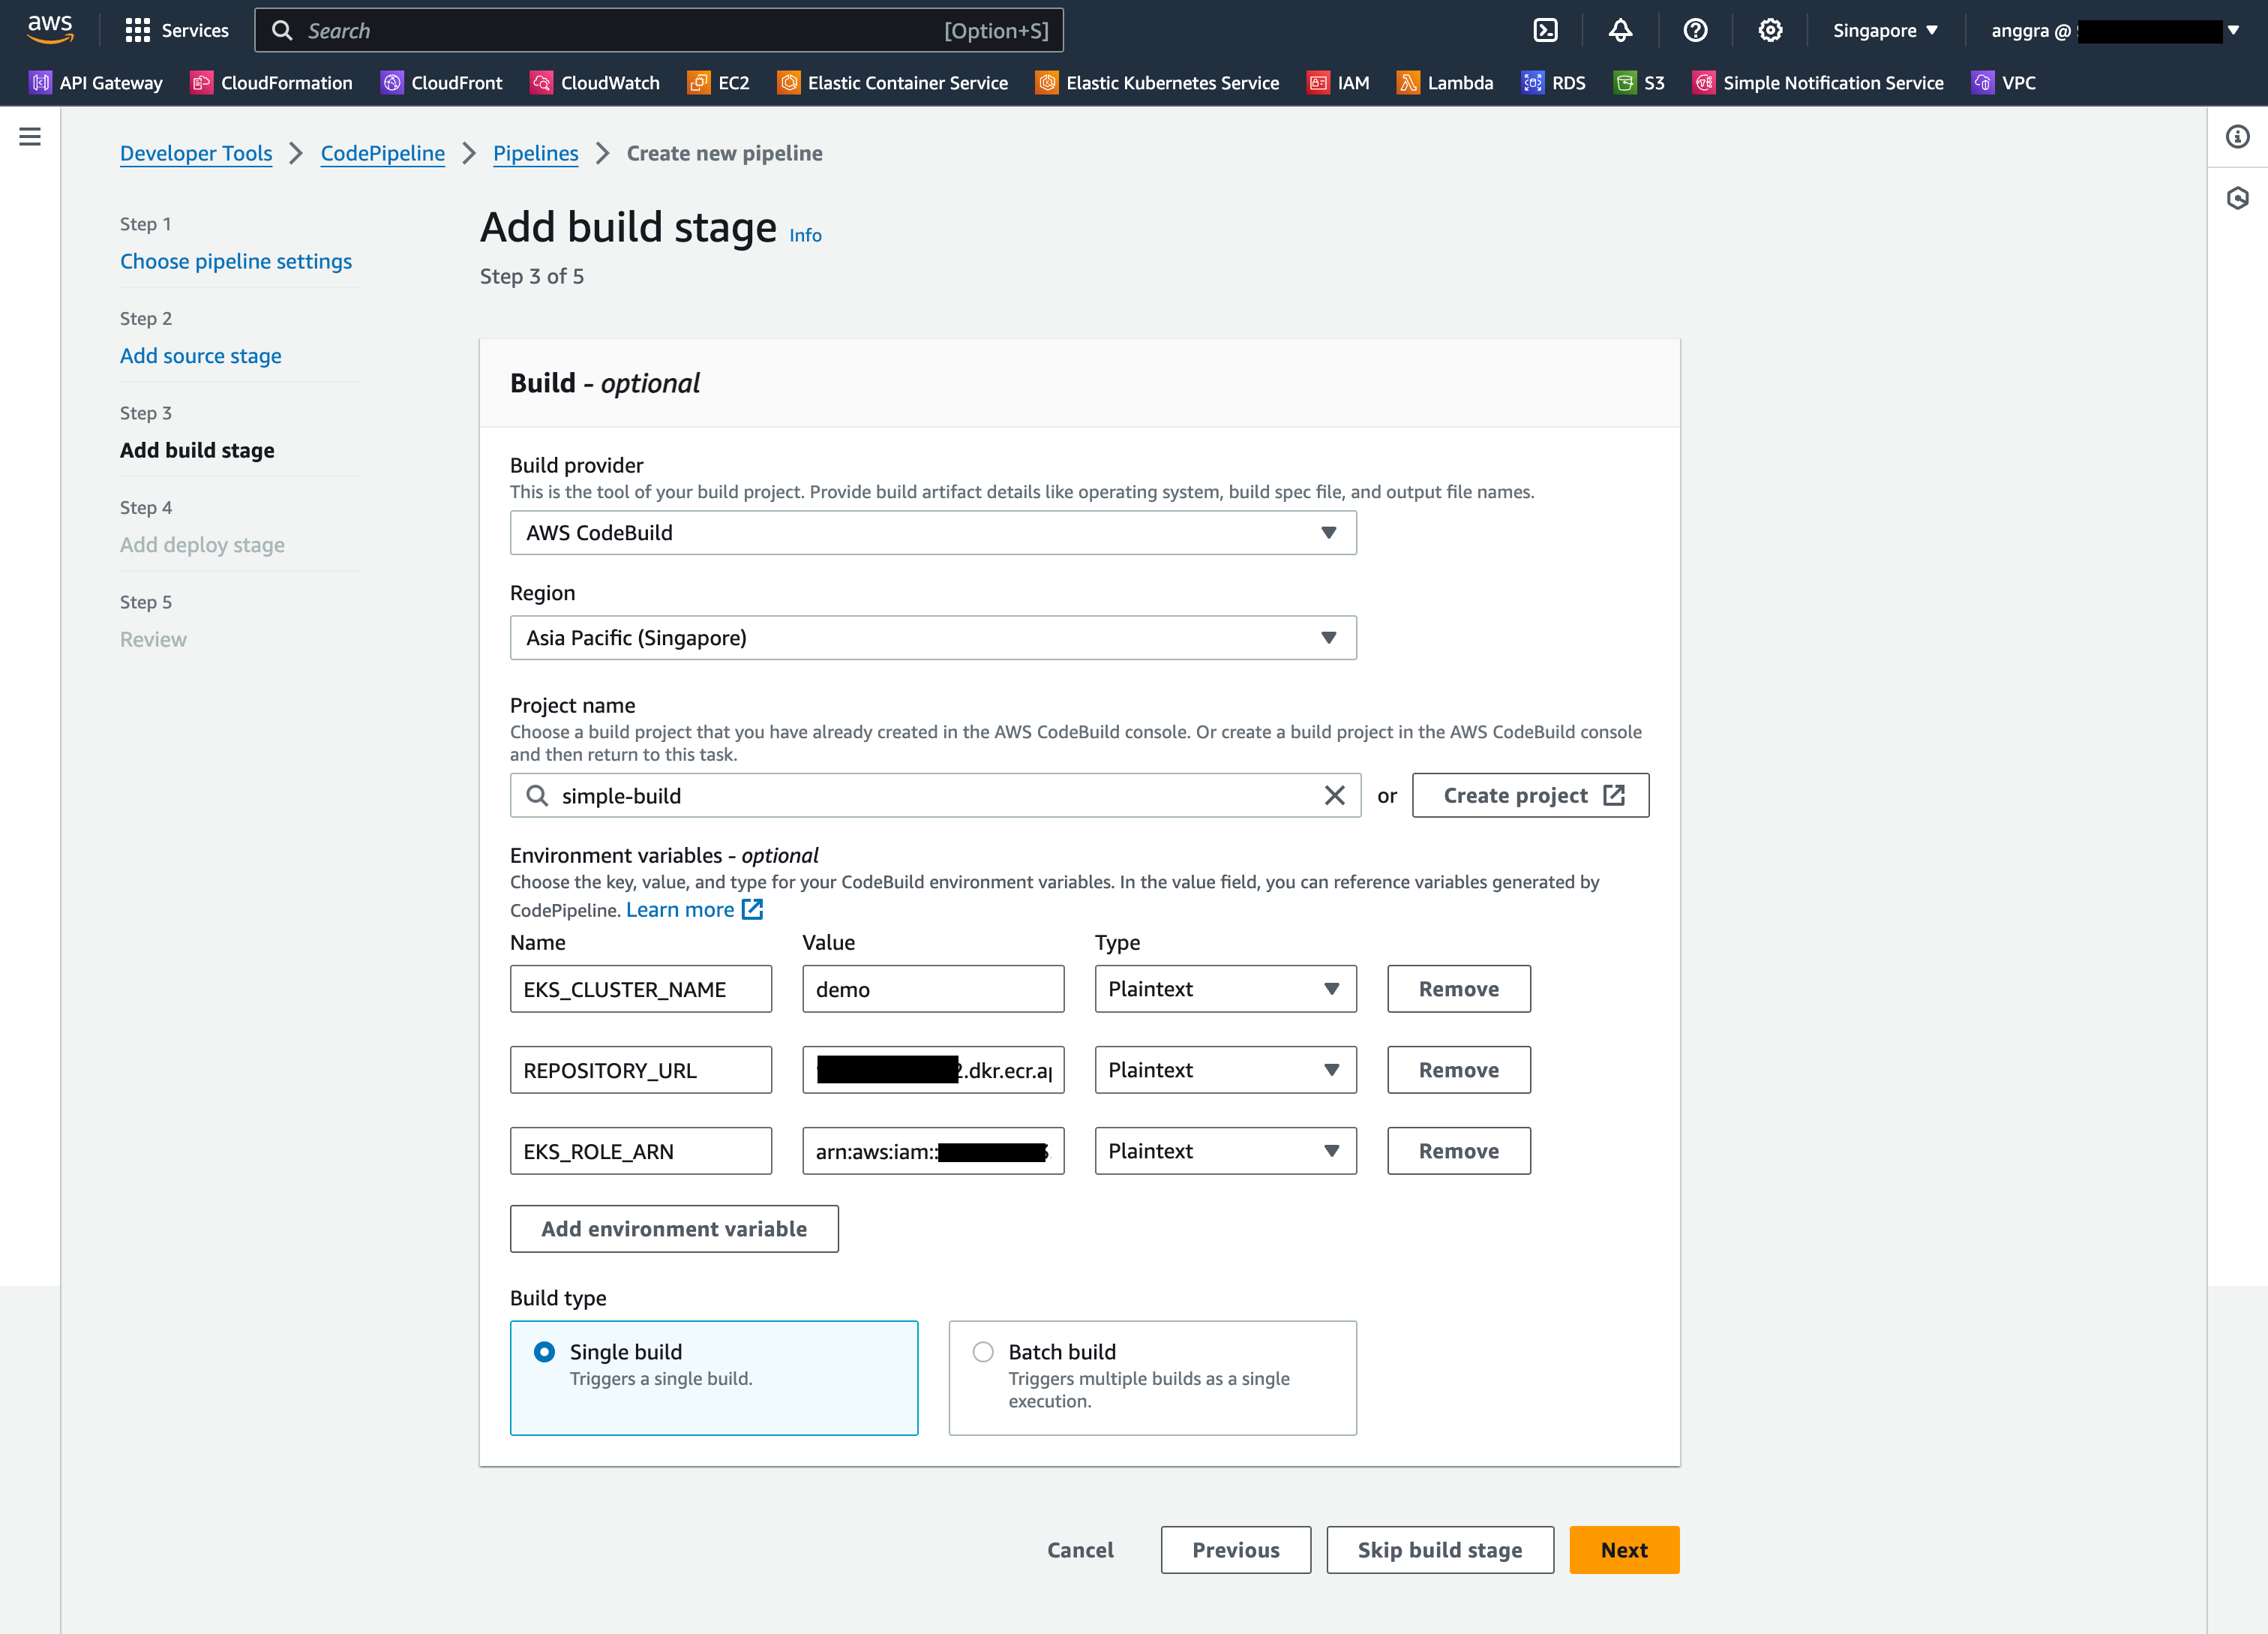 aws
Services
Search
[Option+S]
Singapore
anggra @
API Gateway
CloudFormation
CloudFront
CloudWatch
EC2
Elastic Container Service
Elastic Kubernetes Service
IAM
Lambda
RDS
S3
Simple Notification Service
VPC
Developer Tools
CodePipeline
Pipelines
Create new pipeline
Step 1
Choose pipeline settings
Step 2
Add source stage
Step 3
Add build stage
Step 4
Add deploy stage
Step 5
Review
Add build stage Info
Step 3 of 5
Build - optional
Build provider
This is the tool of your build project. Provide build artifact details like operating system, build spec file, and output file names.
AWS CodeBuild
Region
Asia Pacific (Singapore)
Project name
Choose a build project that you have already created in the AWS CodeBuild console. Or create a build project in the AWS CodeBuild console
and then return to this task.
simple-build
or
Create project
Environment variables - optional
Choose the key, value, and type for your CodeBuild environment variables. In the value field, you can reference variables generated by
CodePipeline. Learn more
Name Value Type
EKS_CLUSTER_NAME demo Plaintext Remove
REPOSITORY_URL 2.dkr.ecr.ap Plaintext Remove
EKS_ROLE_ARN arn:aws:iam:: Plaintext Remove
Add environment variable
Build type
Single build
Triggers a single build.
Batch build
Triggers multiple builds as a single
execution.
Cancel Previous Skip build stage Next